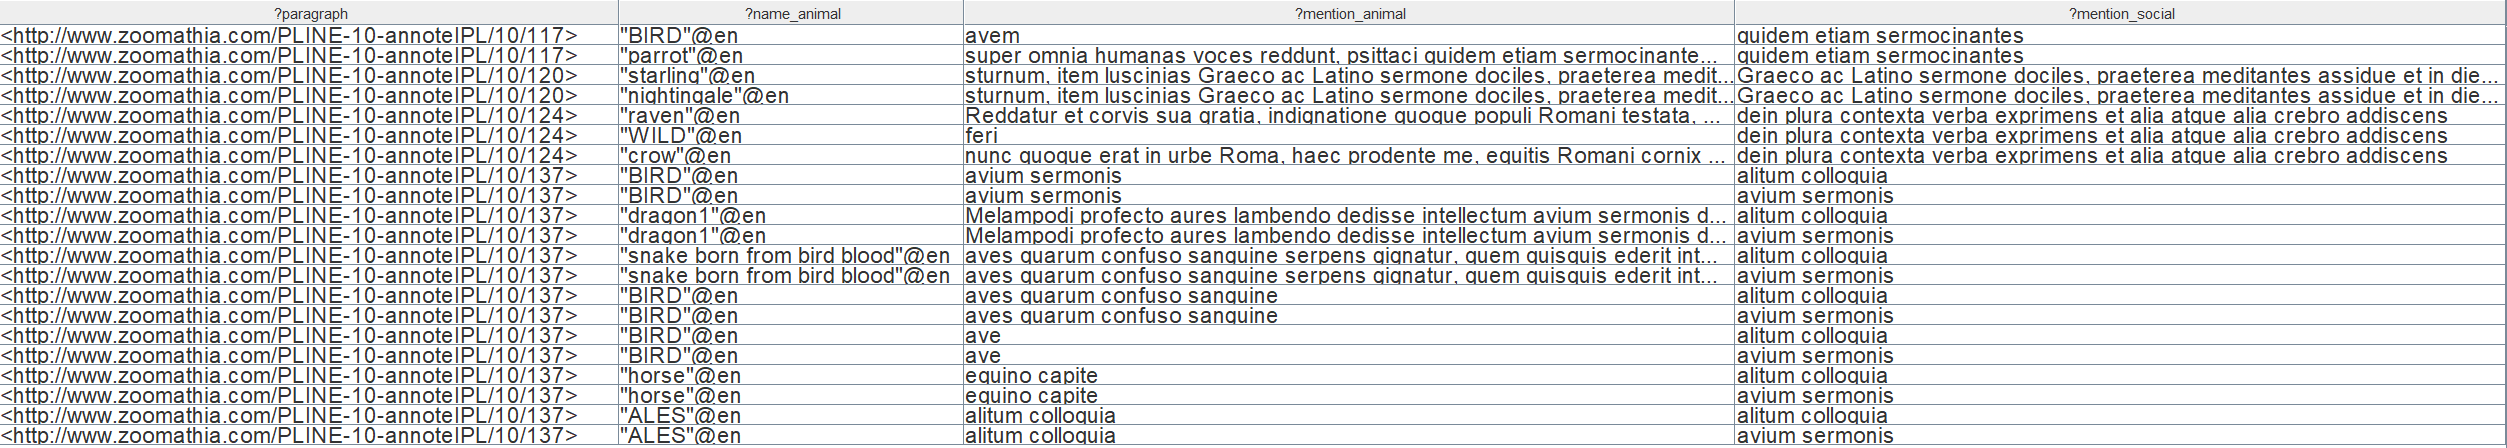 ?paragraph ?name_animal ?mention_animal ?mention_social
<http://www.zoomathia.com/PLINE-10-annoteIPL/10/117> "BIRD"@en avem quidem etiam sermocinantes
<http://www.zoomathia.com/PLINE-10-annoteIPL/10/117> "parrot"@en super omnia humanas voces reddunt, psittaci quidem etiam sermocinante... quidem etiam sermocinantes
<http://www.zoomathia.com/PLINE-10-annoteIPL/10/120> "starling"@en sturnum, item luscinias Graeco ac Latino sermone dociles, praeterea medit... Graeco ac Latino sermone dociles, praeterea meditantes assidue et in die...
<http://www.zoomathia.com/PLINE-10-annoteIPL/10/120> "nightingale"@en sturnum, item luscinias Graeco ac Latino sermone dociles, praeterea medit... Graeco ac Latino sermone dociles, praeterea meditantes assidue et in die...
<http://www.zoomathia.com/PLINE-10-annoteIPL/10/124> "raven"@en Reddatur et corvis sua gratia, indignatione quoque populi Romani testata, ... dein plura contexta verba exprimens et alia atque alia crebro addiscens
<http://www.zoomathia.com/PLINE-10-annoteIPL/10/124> "WILD"@en feri dein plura contexta verba exprimens et alia atque alia crebro addiscens
<http://www.zoomathia.com/PLINE-10-annoteIPL/10/124> "crow"@en nunc quoque erat in urbe Roma, haec prodente me, equitis Romani cornix ... dein plura contexta verba exprimens et alia atque alia crebro addiscens
<http://www.zoomathia.com/PLINE-10-annoteIPL/10/137> "BIRD"@en avium sermonis alitum colloquia
<http://www.zoomathia.com/PLINE-10-annoteIPL/10/137> "BIRD"@en avium sermonis avium sermonis
<http://www.zoomathia.com/PLINE-10-annoteIPL/10/137> "dragon1"@en Melampodi profecto aures lambendo dedisse intellectum avium sermonis d... alitum colloquia
<http://www.zoomathia.com/PLINE-10-annoteIPL/10/137> "dragon1"@en Melampodi profecto aures lambendo dedisse intellectum avium sermonis d... avium sermonis
<http://www.zoomathia.com/PLINE-10-annoteIPL/10/137> "snake born from bird blood"@en aves quarum confuso sanguine serpens gignatur, quem quisquis ederit int... alitum colloquia
<http://www.zoomathia.com/PLINE-10-annoteIPL/10/137> "snake born from bird blood"@en aves quarum confuso sanguine serpens gignatur, quem quisquis ederit int... avium sermonis
<http://www.zoomathia.com/PLINE-10-annoteIPL/10/137> "BIRD"@en aves quarum confuso sanguine alitum colloquia
<http://www.zoomathia.com/PLINE-10-annoteIPL/10/137> "BIRD"@en aves quarum confuso sanguine avium sermonis
<http://www.zoomathia.com/PLINE-10-annoteIPL/10/137> "BIRD"@en ave alitum colloquia
<http://www.zoomathia.com/PLINE-10-annoteIPL/10/137> "BIRD"@en ave avium sermonis
<http://www.zoomathia.com/PLINE-10-annoteIPL/10/137> "horse"@en equino capite alitum colloquia
<http://www.zoomathia.com/PLINE-10-annoteIPL/10/137> "horse"@en equino capite avium sermonis
<http://www.zoomathia.com/PLINE-10-annoteIPL/10/137> "ALES"@en alitum colloquia alitum colloquia
<http://www.zoomathia.com/PLINE-10-annoteIPL/10/137> "ALES"@en alitum colloquia avium sermonis